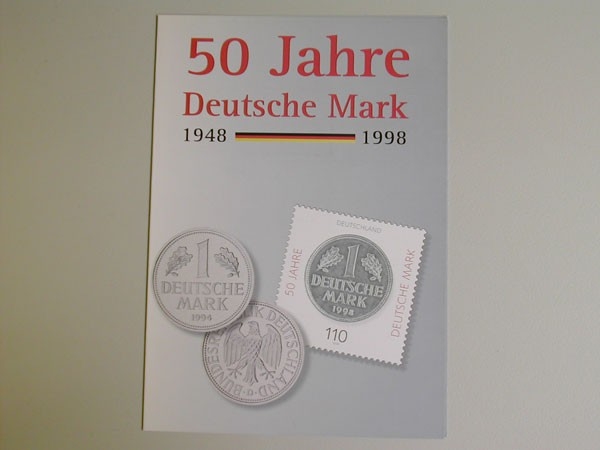 50 Jahre
Deutsche Mark
1948 1998
DEUTSCHLAND
50 JAHRE
DEUTSCHE MARK
1
DEUTSCHE
MARK
1998
110
1
DEUTSCHE
MARK
1994
BUNDESREPUBLIK DEUTSCHLAND
D